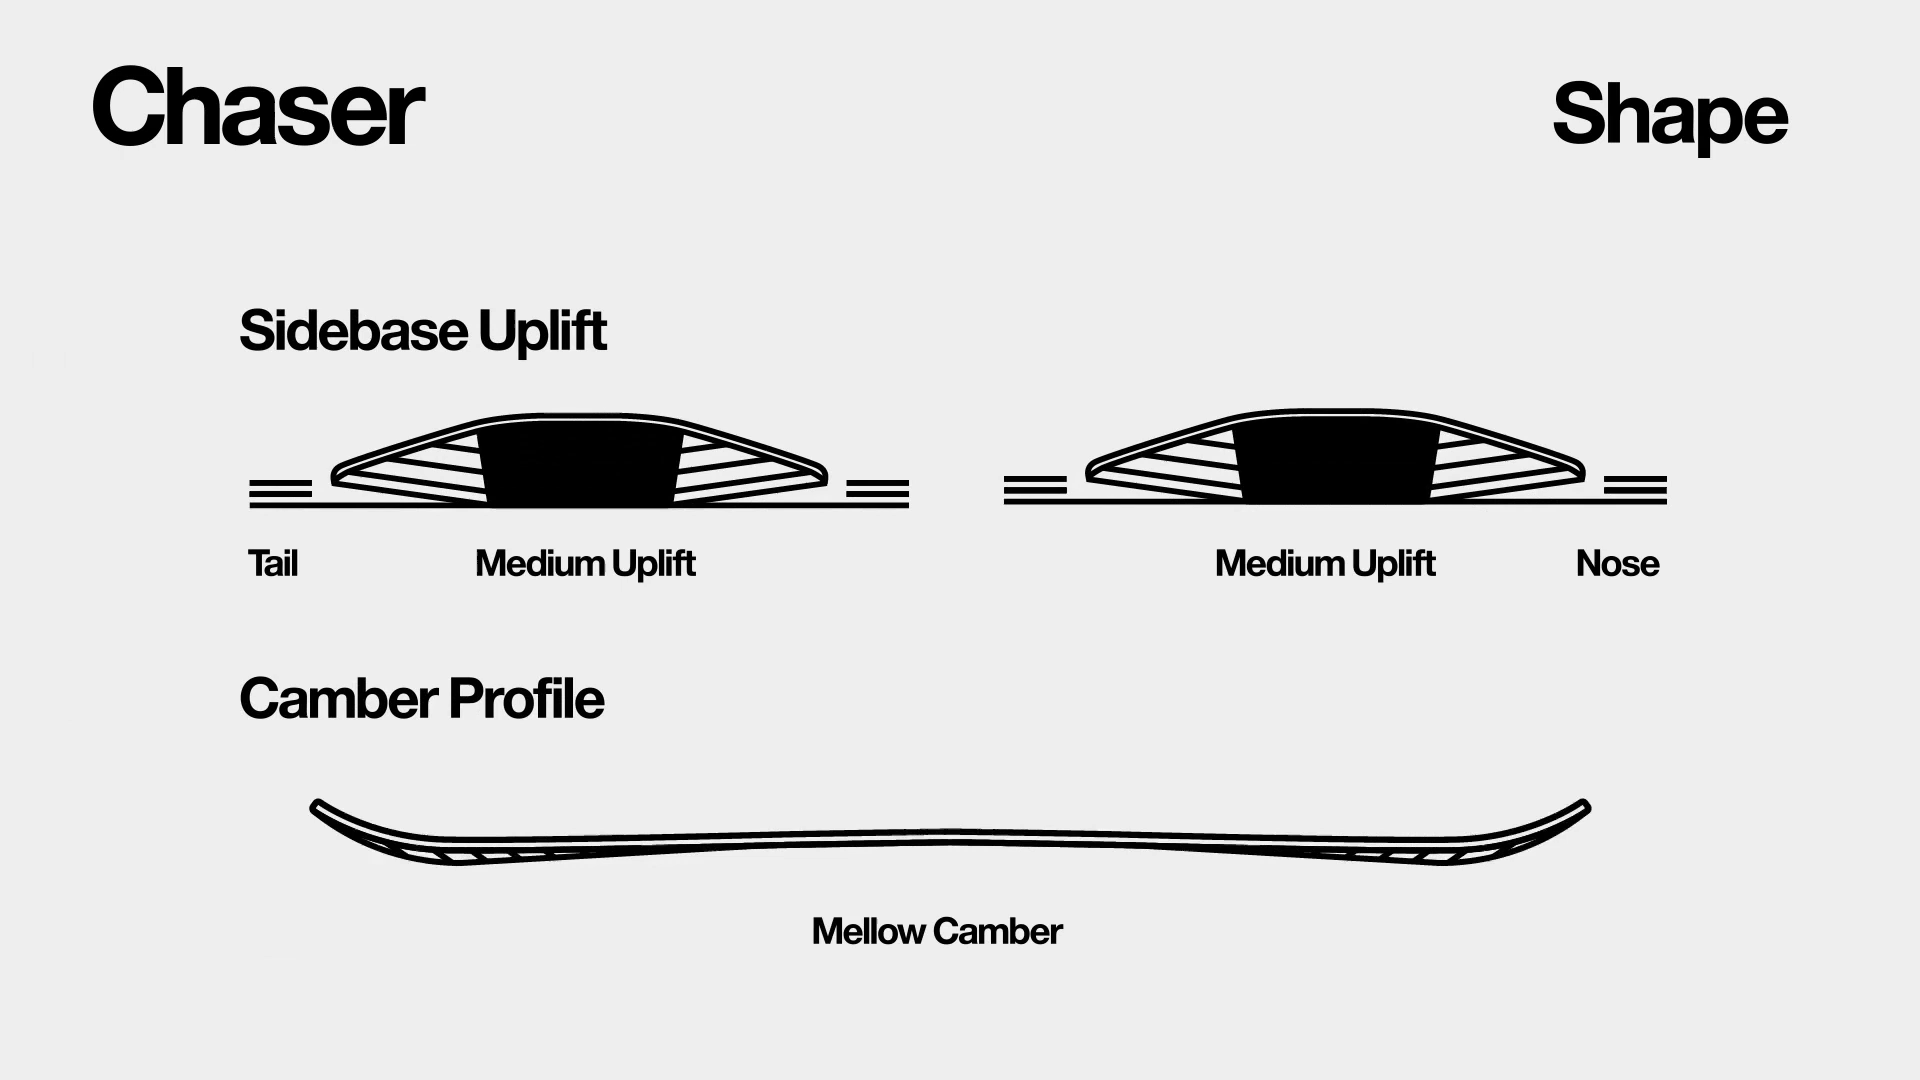 Chaser
Shape
Sidebase Uplift
Tail
Medium Uplift
Medium Uplift
Nose
Camber Profile
Mellow Camber